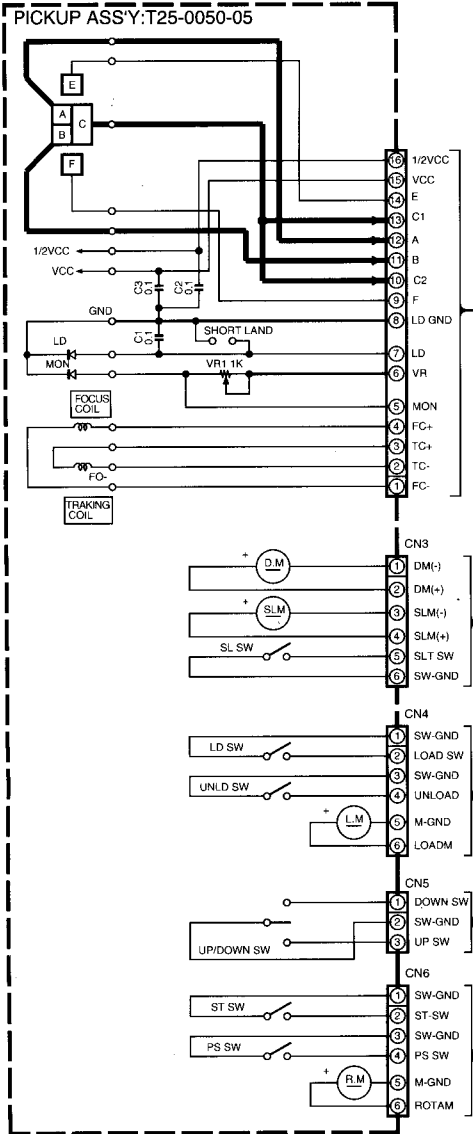 PICKUP ASS'Y:T25-0050-05
E
A
B
C
F
16 1/2VCC
15 VCC
14 E
13 C1
12 A
11 B
10 C2
9 F
8 LD GND
7 LD
6 VR
5 MON
4 FC+
3 TC+
2 TC-
1 FC-
1/2VCC
VCC
C3 0.1
C2 0.1
GND
C1 0.1
SHORT LAND
LD
MON
VR1 1K
FOCUS COIL
FO-
TRAKING COIL
CN3
+ D.M
1 DM(-)
2 DM(+)
+ SLM
3 SLM(-)
4 SLM(+)
SL SW
5 SLT SW
6 SW-GND
CN4
1 SW-GND
LD SW
2 LOAD SW
3 SW-GND
UNLD SW
4 UNLOAD
+ L.M
5 M-GND
6 LOADM
CN5
1 DOWN SW
2 SW-GND
3 UP SW
UP/DOWN SW
CN6
1 SW-GND
ST SW
2 ST-SW
3 SW-GND
PS SW
4 PS SW
+ R.M
5 M-GND
6 ROTAM